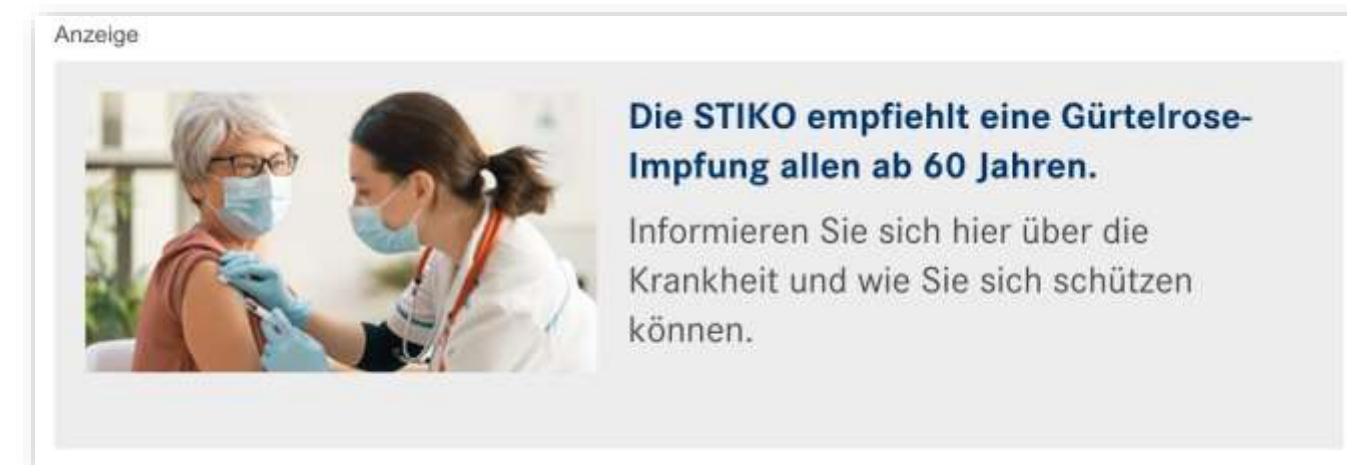 Anzeige
Die STIKO empfiehlt eine Gürtelrose-
Impfung allen ab 60 Jahren.
Informieren Sie sich hier über die
Krankheit und wie Sie sich schützen
können.